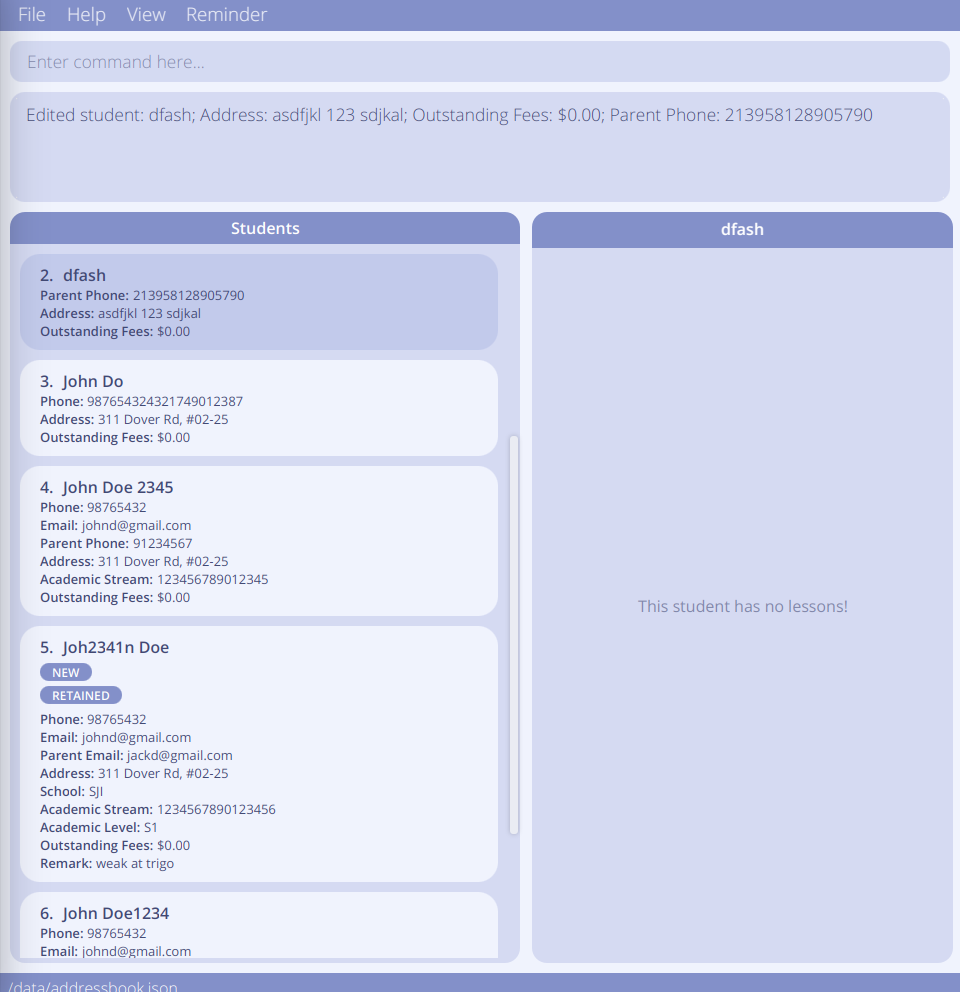 File Help View Reminder
Enter command here...
Edited student: dfash; Address: asdfjkl 123 sdjkal; Outstanding Fees: $0.00; Parent Phone: 213958128905790
Students
2. dfash
Parent Phone: 213958128905790
Address: asdfjkl 123 sdjkal
Outstanding Fees: $0.00
3. John Do
Phone: 987654324321749012387
Address: 311 Dover Rd, #02-25
Outstanding Fees: $0.00
4. John Doe 2345
Phone: 98765432
Email: johnd@gmail.com
Parent Phone: 91234567
Address: 311 Dover Rd, #02-25
Academic Stream: 123456789012345
Outstanding Fees: $0.00
5. Joh2341n Doe
NEW
RETAINED
Phone: 98765432
Email: johnd@gmail.com
Parent Email: jackd@gmail.com
Address: 311 Dover Rd, #02-25
School: SJI
Academic Stream: 1234567890123456
Academic Level: S1
Outstanding Fees: $0.00
Remark: weak at trigo
6. John Doe1234
Phone: 98765432
Email: johnd@gmail.com
dfash
This student has no lessons!
/data/addressbook.json